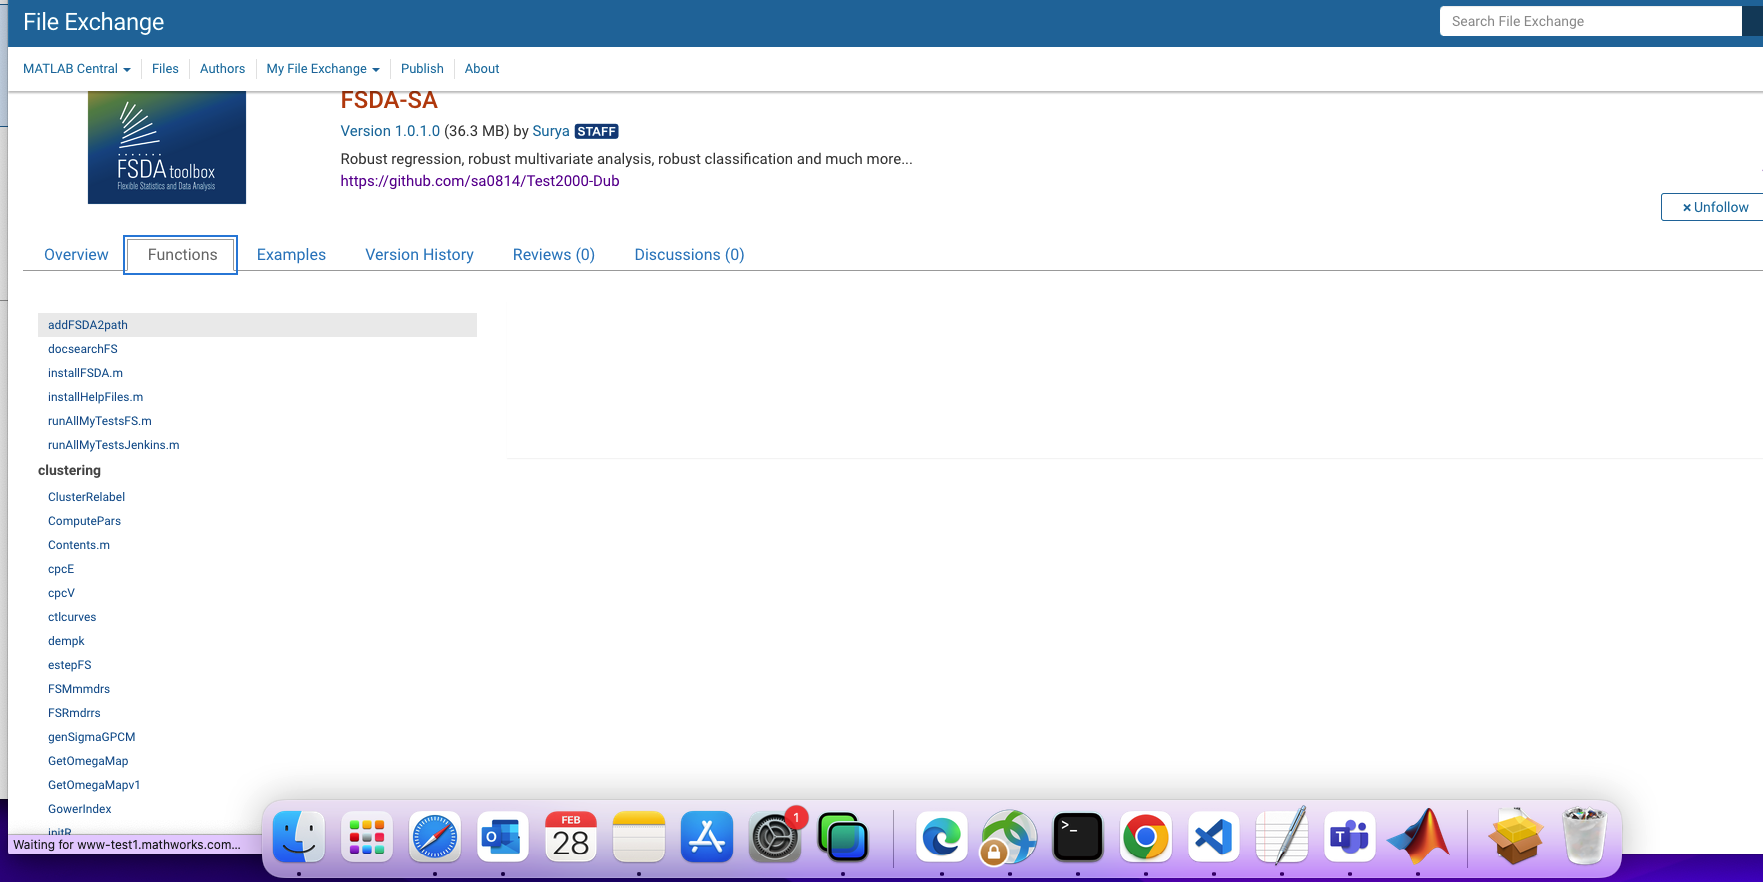 File Exchange
Search File Exchange
MATLAB Central
Files
Authors
My File Exchange
Publish
About
FSDA toolbox
Flexible Statistics and Data Analysis
FSDA-SA
Version 1.0.1.0 (36.3 MB) by Surya STAFF
Robust regression, robust multivariate analysis, robust classification and much more...
https://github.com/sa0814/Test2000-Dub
× Unfollow
Overview
Functions
Examples
Version History
Reviews (0)
Discussions (0)
addFSDA2path
docsearchFS
installFSDA.m
installHelpFiles.m
runAllMyTestsFS.m
runAllMyTestsJenkins.m
clustering
ClusterRelabel
ComputePars
Contents.m
cpcE
cpcV
ctlcurves
dempk
estepFS
FSMmmdrs
FSRmdrrs
genSigmaGPCM
GetOmegaMap
GetOmegaMapv1
GowerIndex
initR
Waiting for www-test1.mathworks.com...
FEB
28
1
>_